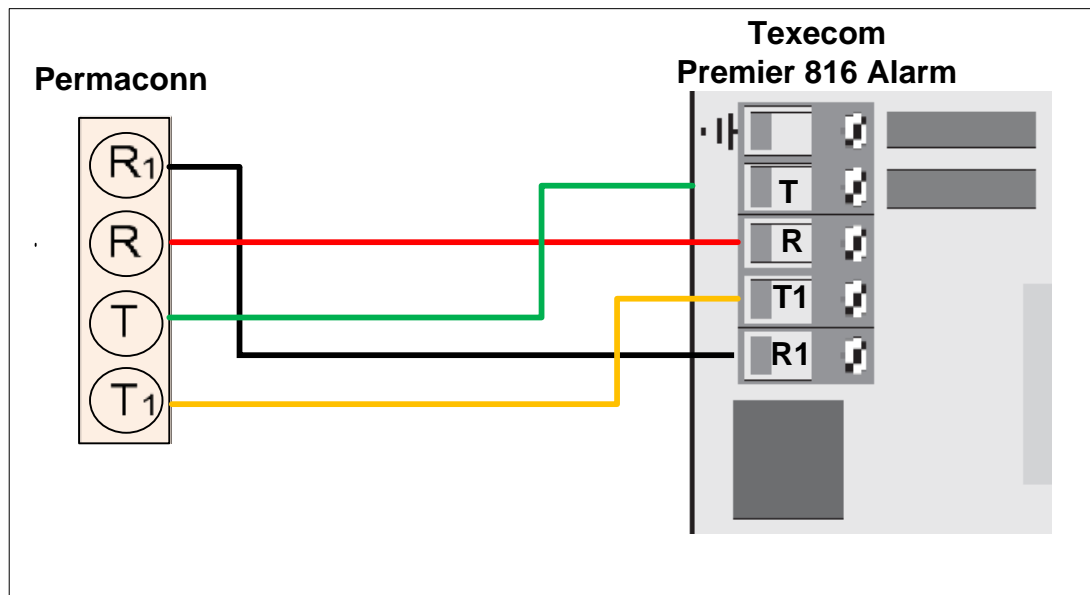 Texecom
Premier 816 Alarm
Permaconn
R1
R
T
T1
T
R
T1
R1